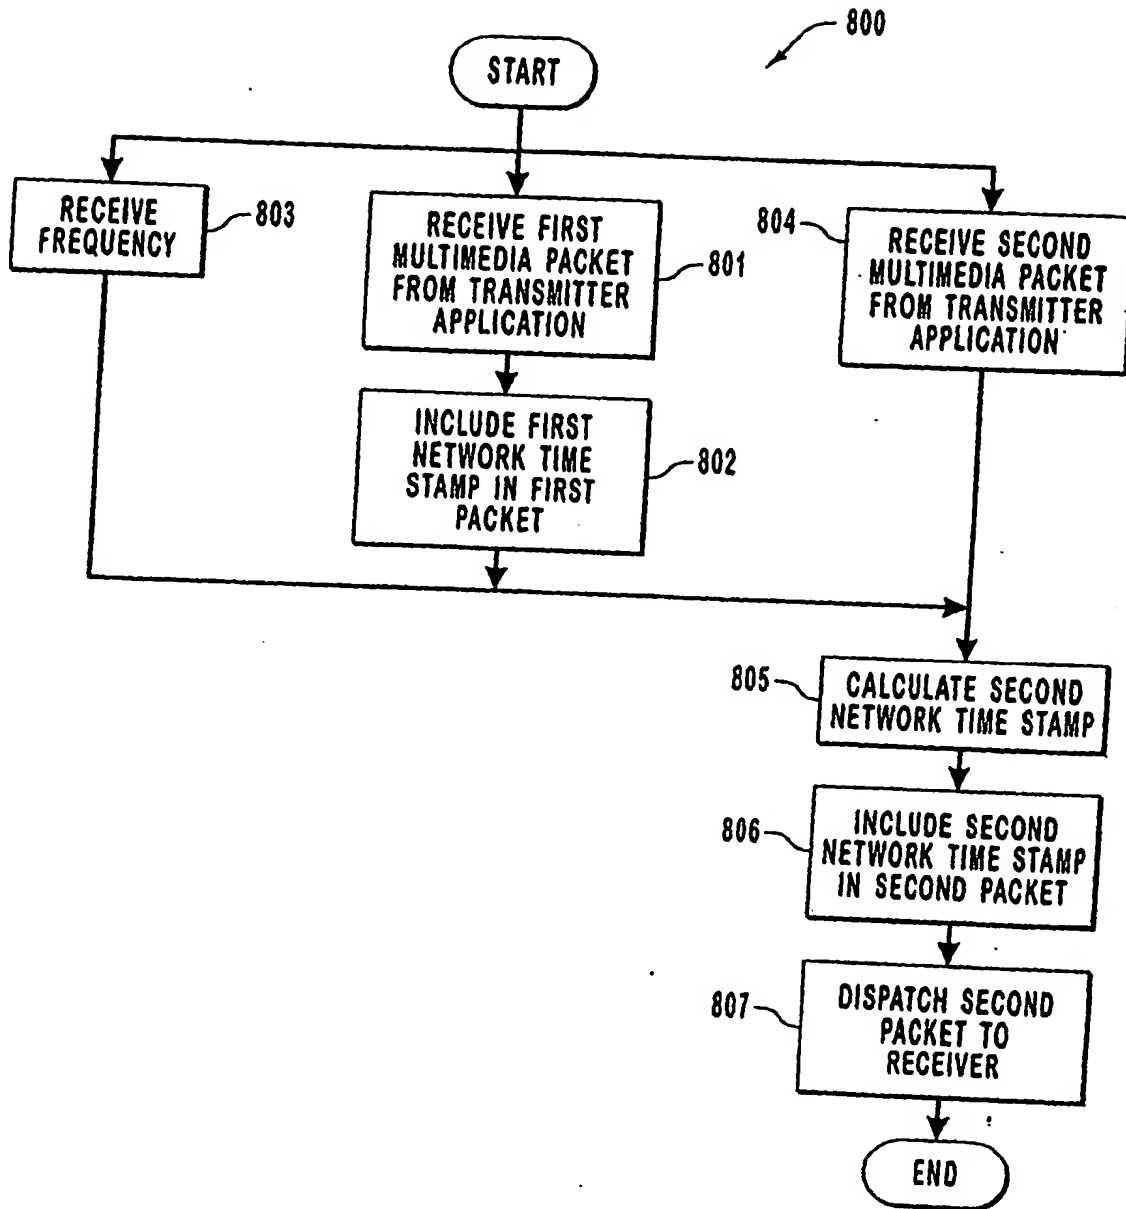 800
START
RECEIVE
FREQUENCY
803
RECEIVE FIRST
MULTIMEDIA PACKET
FROM TRANSMITTER
APPLICATION
801
804
RECEIVE SECOND
MULTIMEDIA PACKET
FROM TRANSMITTER
APPLICATION
INCLUDE FIRST
NETWORK TIME
STAMP IN FIRST
PACKET
802
805
CALCULATE SECOND
NETWORK TIME STAMP
806
INCLUDE SECOND
NETWORK TIME STAMP
IN SECOND PACKET
807
DISPATCH SECOND
PACKET TO
RECEIVER
END